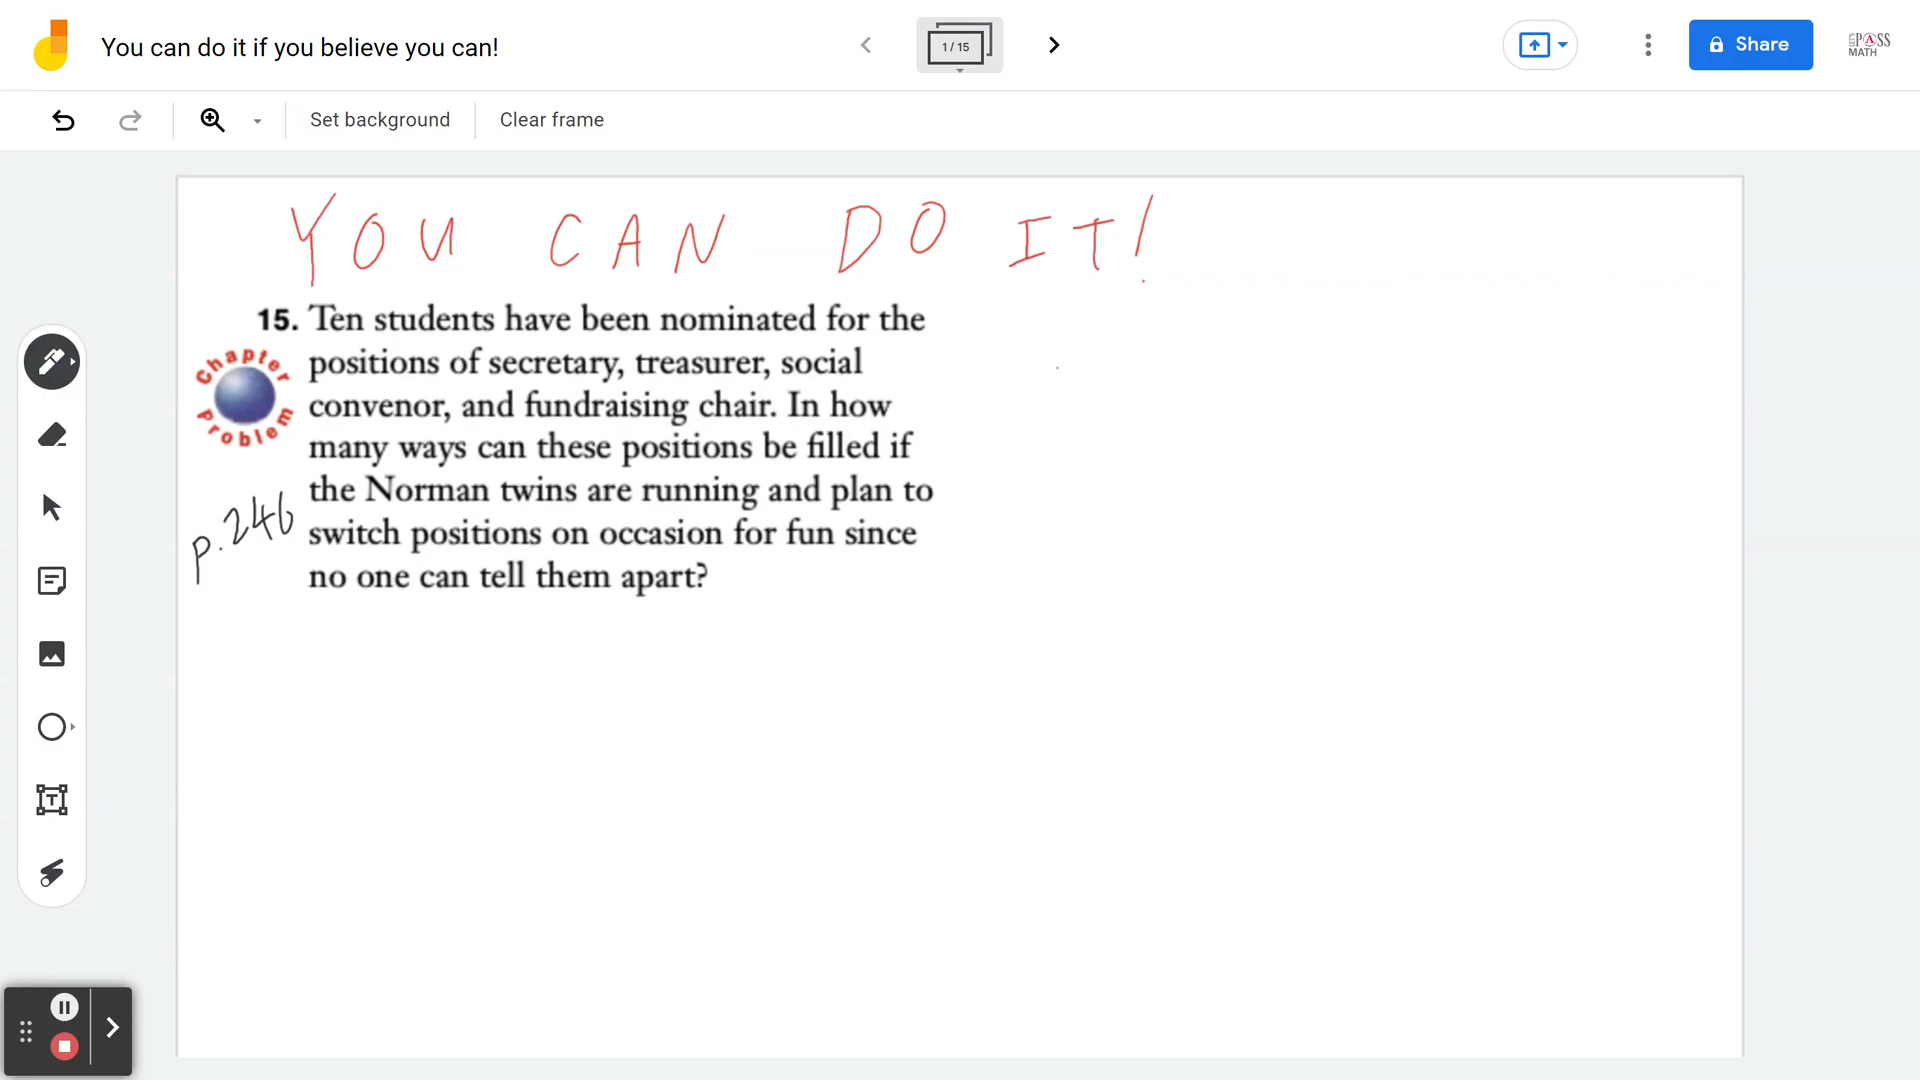 You can do it if you believe you can!
1 / 15
Share
PASS
MATH
Set background
Clear frame
YOU CAN DO IT!
15. Ten students have been nominated for the
positions of secretary, treasurer, social
convenor, and fundraising chair. In how
many ways can these positions be filled if
the Norman twins are running and plan to
switch positions on occasion for fun since
no one can tell them apart?
Chapter
Problem
p.246